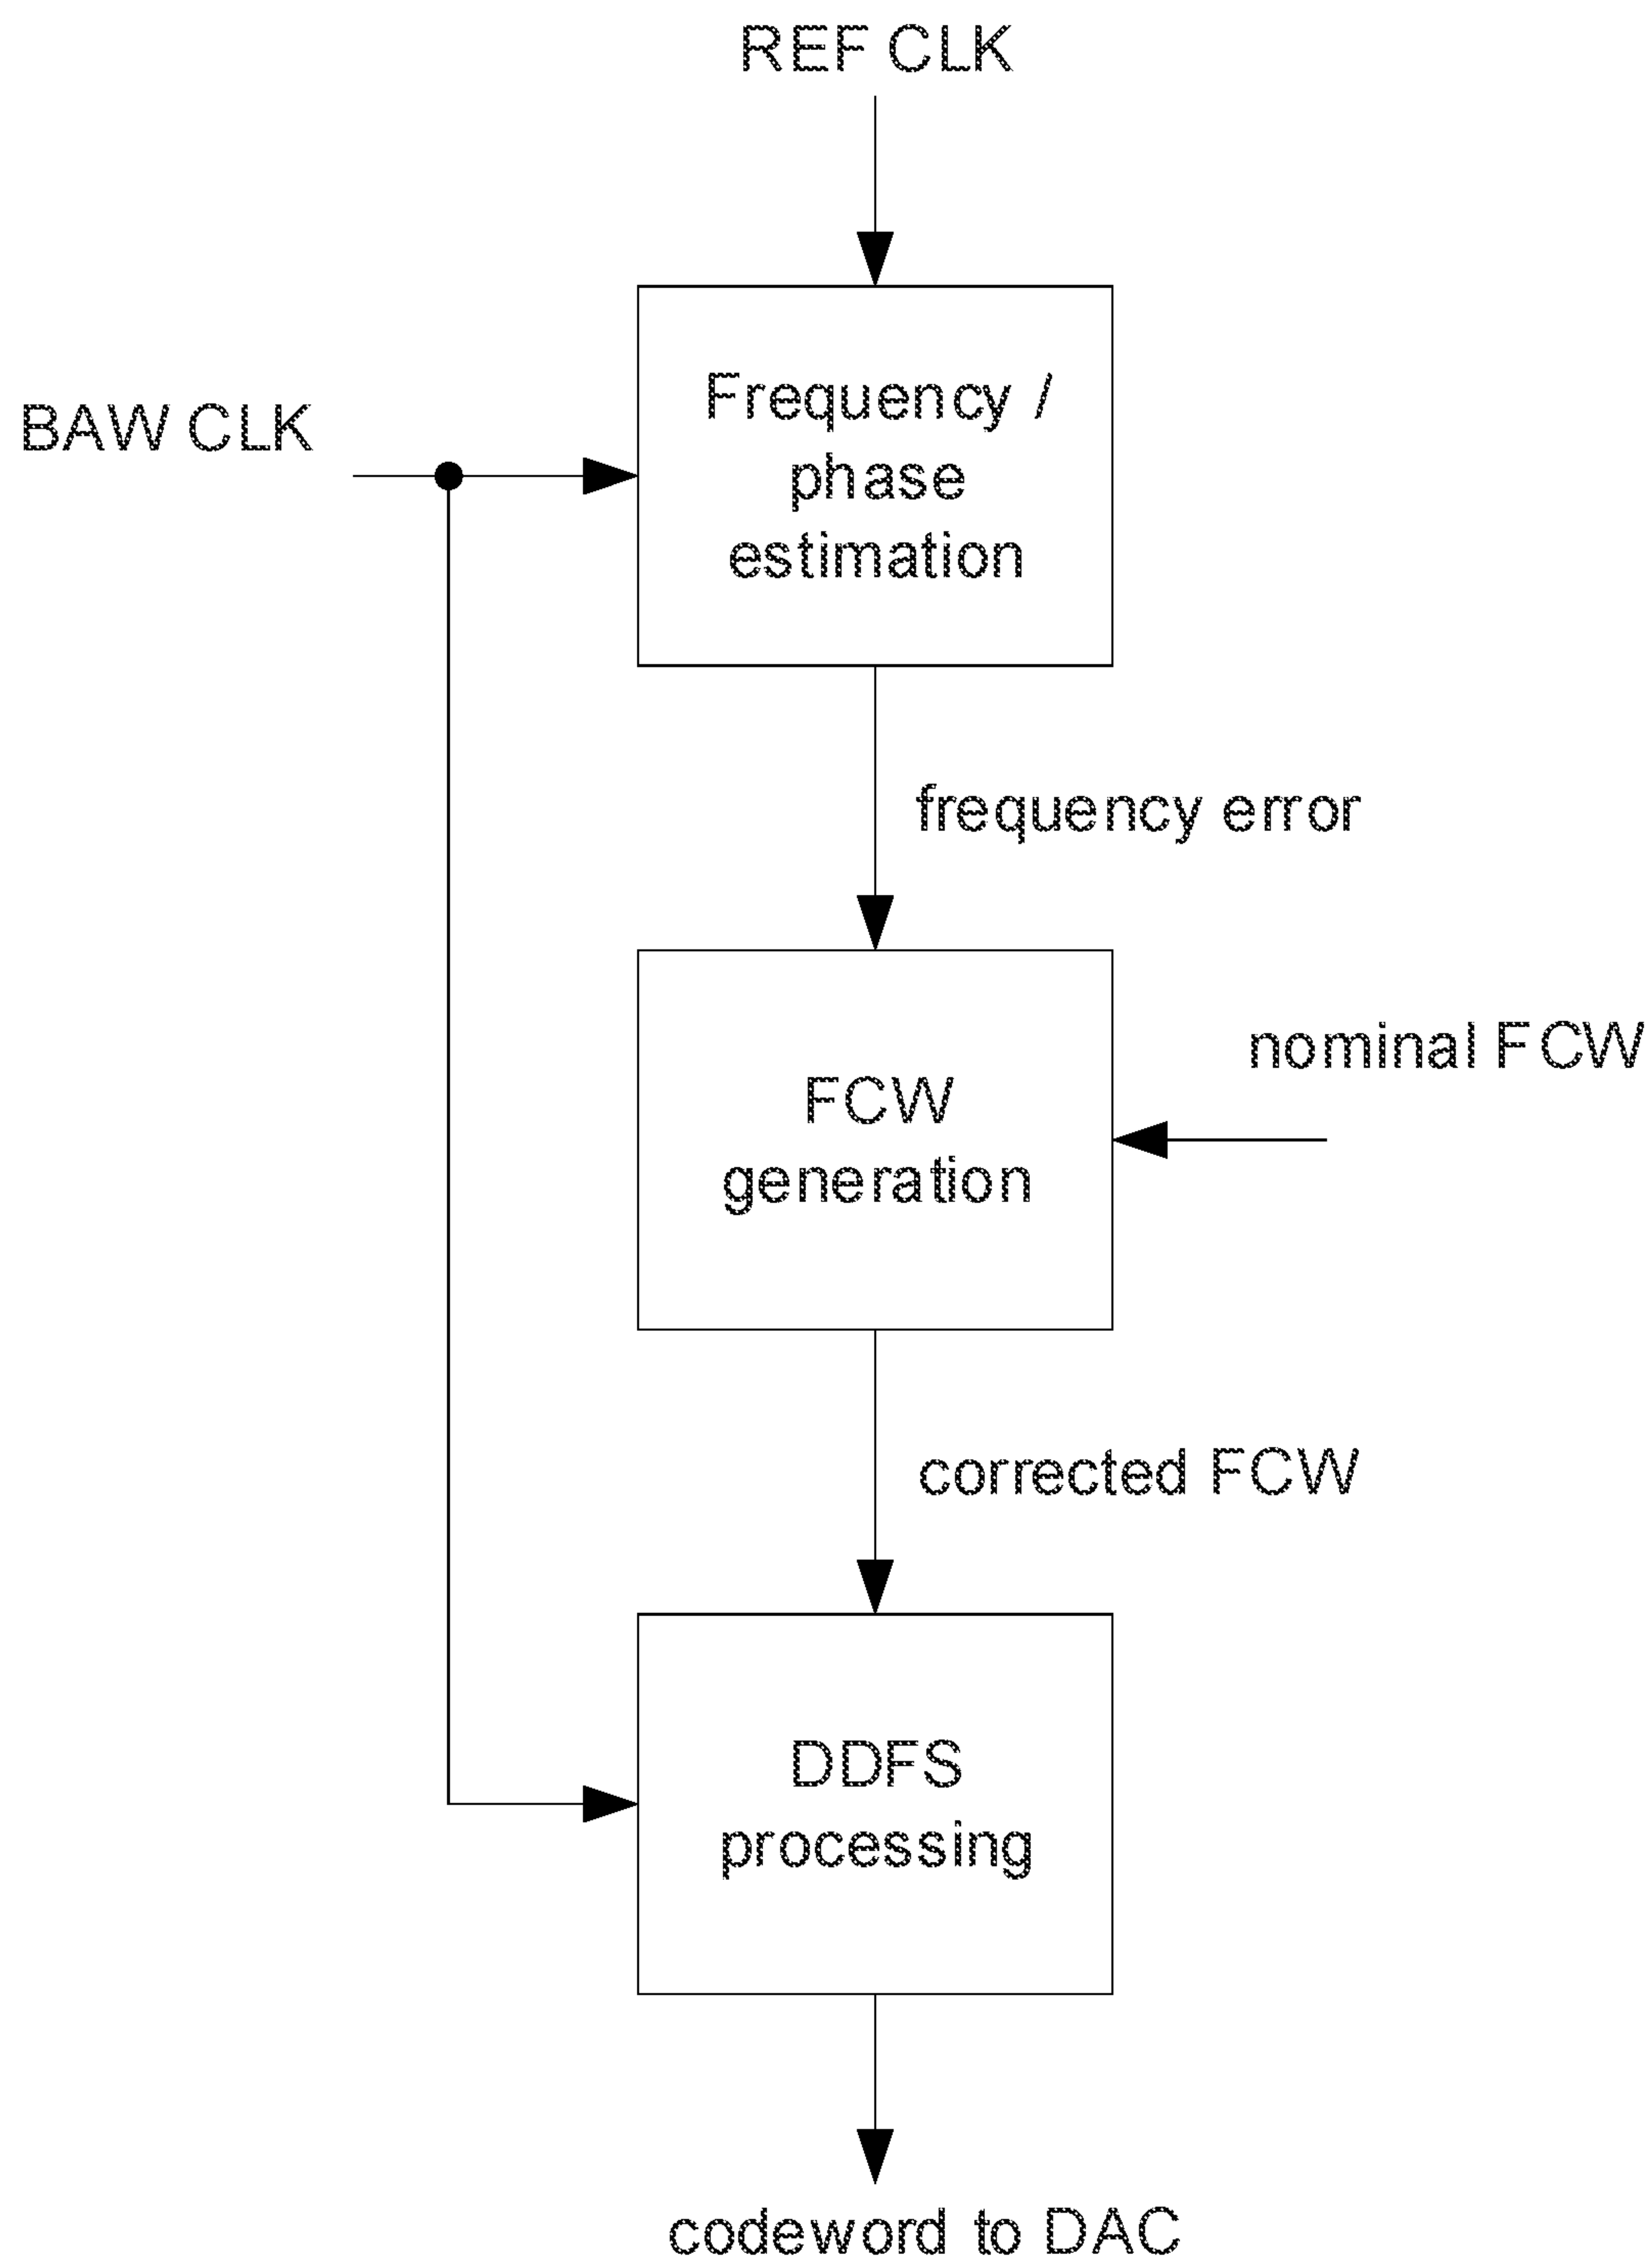 REF CLK
BAW CLK
Frequency /
phase
estimation
frequency error
nominal FCW
FCW
generation
corrected FCW
DDFS
processing
codeword to DAC